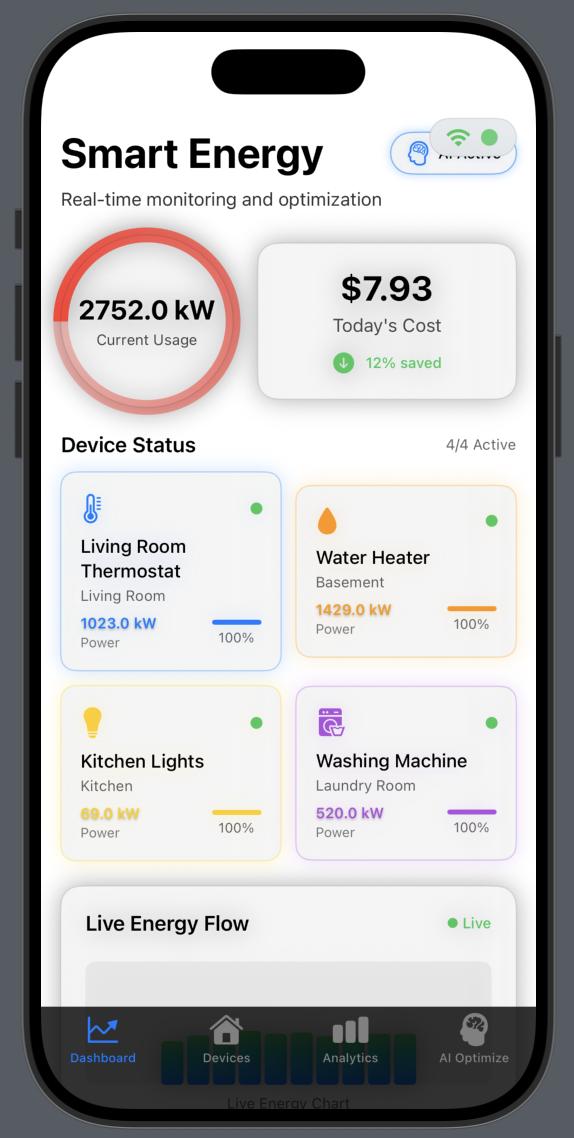 Smart Energy
AI Active
Real-time monitoring and optimization
2752.0 kW
Current Usage
$7.93
Today's Cost
12% saved
Device Status
4/4 Active
Living Room
Thermostat
Living Room
1023.0 kW
Power
100%
Water Heater
Basement
1429.0 kW
Power
100%
Kitchen Lights
Kitchen
69.0 kW
Power
100%
Washing Machine
Laundry Room
520.0 kW
Power
100%
Live Energy Flow
Live
Dashboard
Devices
Analytics
AI Optimize
Live Energy Chart